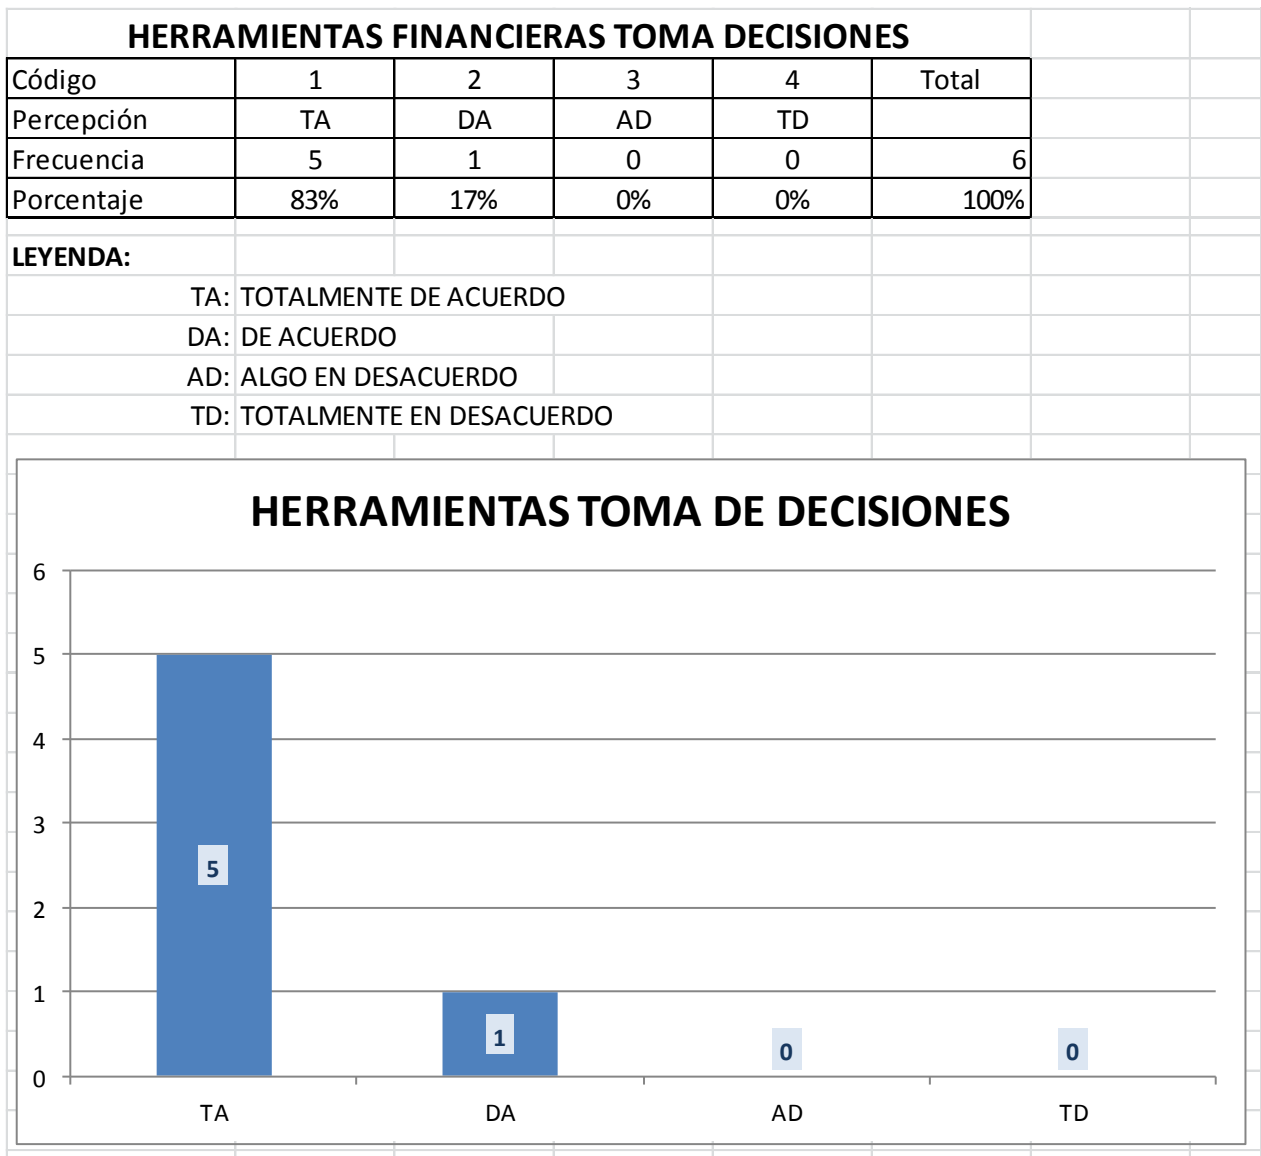 HERRAMIENTAS FINANCIERAS TOMA DECISIONES
Código 1 2 3 4 Total
Percepción TA DA AD TD
Frecuencia 5 1 0 0 6
Porcentaje 83% 17% 0% 0% 100%
LEYENDA:
TA: TOTALMENTE DE ACUERDO
DA: DE ACUERDO
AD: ALGO EN DESACUERDO
TD: TOTALMENTE EN DESACUERDO
HERRAMIENTAS TOMA DE DECISIONES
6
5
4
3
5
2
1
1
0 0
0
TA DA AD TD